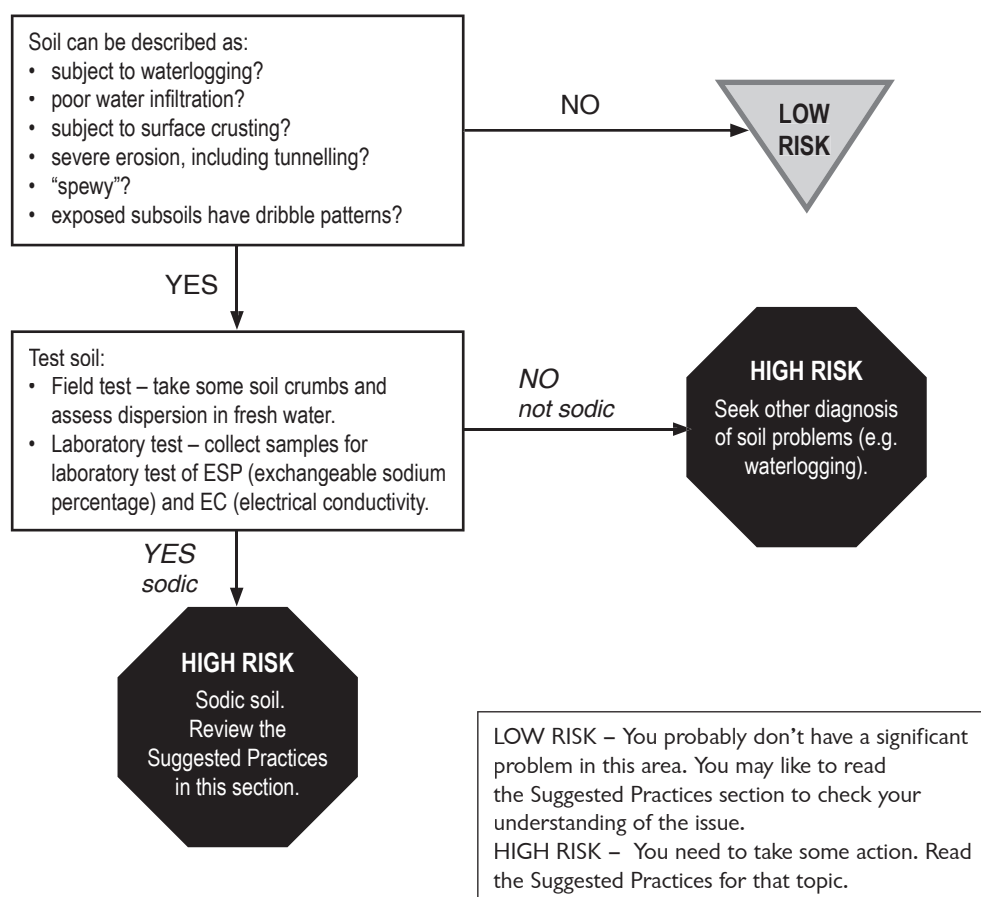 Soil can be described as:
• subject to waterlogging?
• poor water infiltration?
• subject to surface crusting?
• severe erosion, including tunnelling?
• “spewy”?
• exposed subsoils have dribble patterns?
NO
LOW
RISK
YES
Test soil:
• Field test – take some soil crumbs and
assess dispersion in fresh water.
• Laboratory test – collect samples for
laboratory test of ESP (exchangeable sodium
percentage) and EC (electrical conductivity.
NO
not sodic
HIGH RISK
Seek other diagnosis
of soil problems (e.g.
waterlogging).
YES
sodic
HIGH RISK
Sodic soil.
Review the
Suggested Practices
in this section.
LOW RISK – You probably don’t have a significant
problem in this area. You may like to read
the Suggested Practices section to check your
understanding of the issue.
HIGH RISK – You need to take some action. Read
the Suggested Practices for that topic.